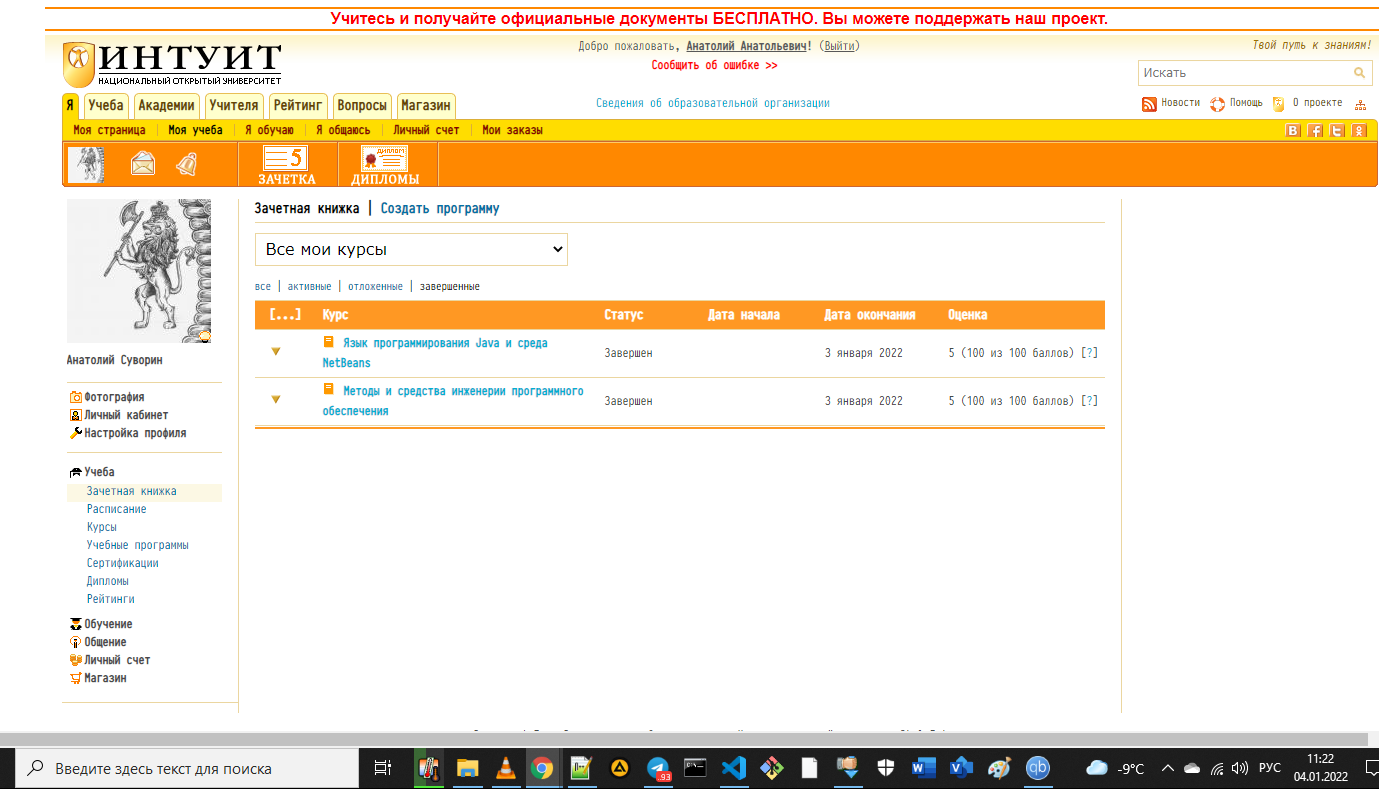 Учитесь и получайте официальные документы БЕСПЛАТНО. Вы можете поддержать наш проект.
ИНТУИТ
НАЦИОНАЛЬНЫЙ ОТКРЫТЫЙ УНИВЕРСИТЕТ
Добро пожаловать, Анатолий Анатольевич! (Выйти)
Сообщить об ошибке >>
Твой путь к знаниям!
Искать
Я Учеба Академии Учителя Рейтинг Вопросы Магазин
Сведения об образовательной организации
Новости Помощь О проекте
Моя страница Моя учеба Я обучаю Я общаюсь Личный счет Мои заказы
5 ЗАЧЕТКА
ДИПЛОМ ДИПЛОМЫ
Зачетная книжка | Создать программу
Все мои курсы
все | активные | отложенные | завершенные
[...] Курс Статус Дата начала Дата окончания Оценка
Язык программирования Java и среда NetBeans Завершен 3 января 2022 5 (100 из 100 баллов) [?]
Методы и средства инженерии программного обеспечения Завершен 3 января 2022 5 (100 из 100 баллов) [?]
Анатолий Суворин
Фотография
Личный кабинет
Настройка профиля
Учеба
Зачетная книжка
Расписание
Курсы
Учебные программы
Сертификации
Дипломы
Рейтинги
Обучение
Общение
Личный счет
Магазин
Введите здесь текст для поиска
.93
-9°C
РУС
11:22
04.01.2022